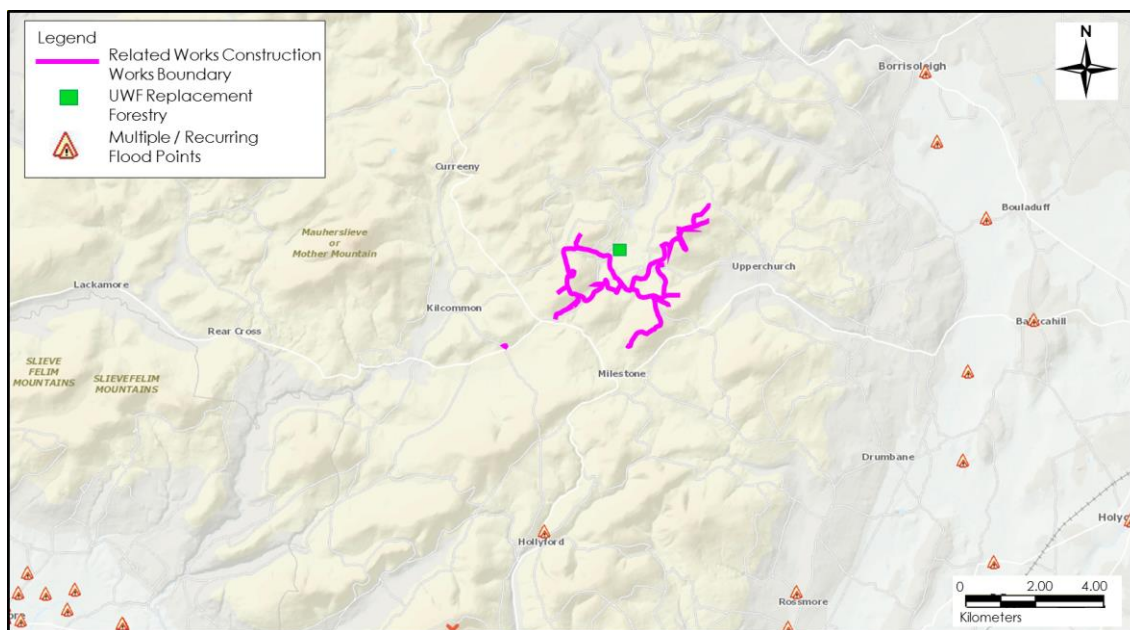 Legend
Related Works Construction
Works Boundary
UWF Replacement
Forestry
Multiple / Recurring
Flood Points
N
Borrisoleigh
Curreeny
Bouladuff
Mauherslieve
or
Mother Mountain
Upperchurch
Lackamore
Kilcommon
Rear Cross
SLIEVE
FELIM
MOUNTAINS
SLIEVEFELIM
MOUNTAINS
Milestone
Drumbane
Hollyford
Rossmore
0 2.00 4.00
Kilometers